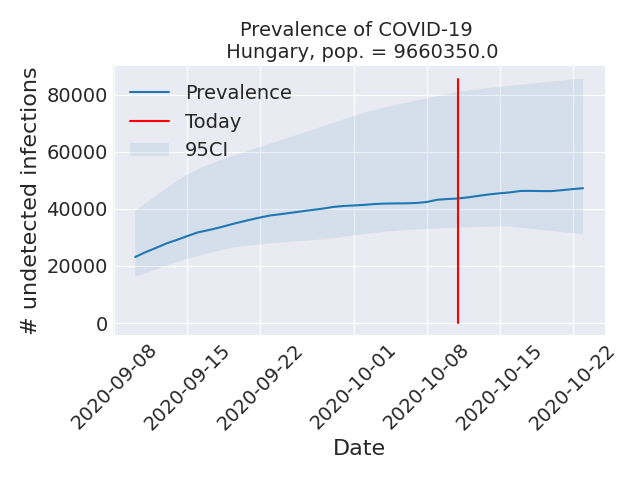 Prevalence of COVID-19
Hungary, pop. = 9660350.0
Prevalence
Today
95CI
# undetected infections
80000
60000
40000
20000
0
2020-09-08
2020-09-15
2020-09-22
2020-10-01
2020-10-08
2020-10-15
2020-10-22
Date